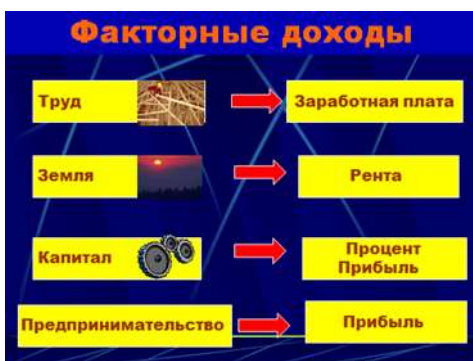 Факторные доходы
Труд
Заработная плата
Земля
Рента
Капитал
Процент
Прибыль
Предпринимательство
Прибыль